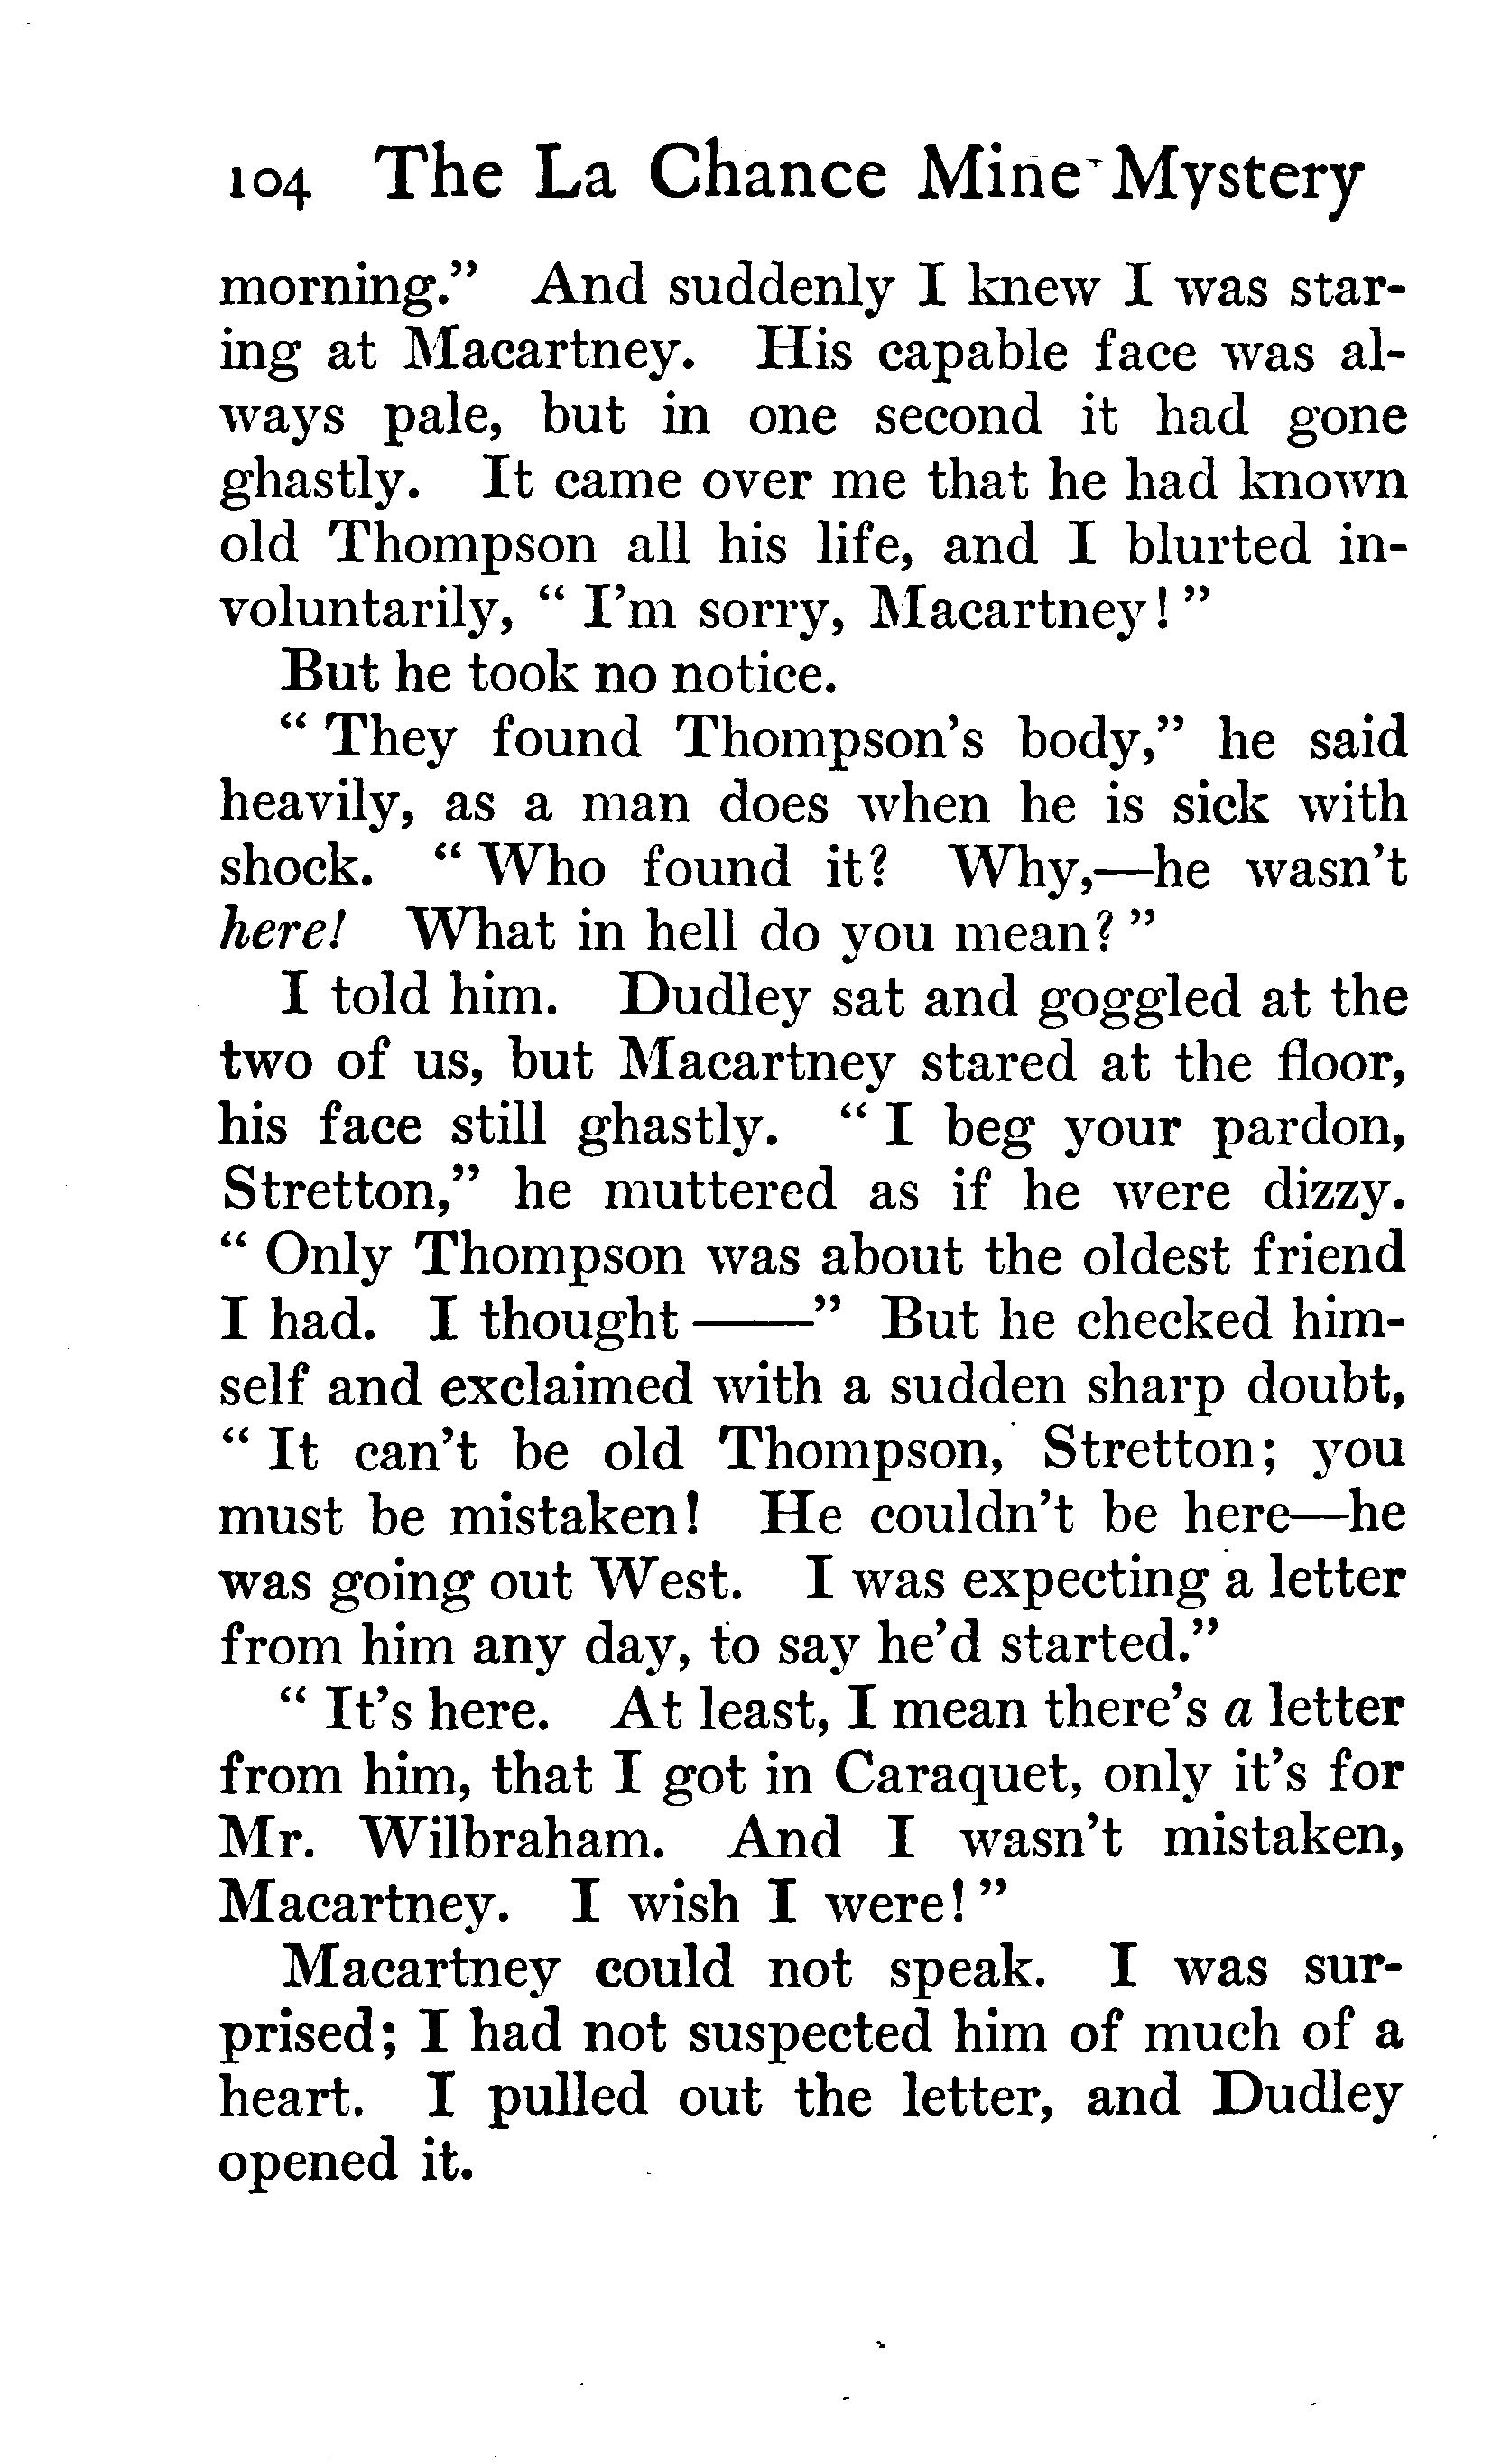 104 The La Chance Mine Mystery
morning." And suddenly I knew I was star-
ing at Macartney. His capable face was al-
ways pale, but in one second it had gone
ghastly. It came over me that he had known
old Thompson all his life, and I blurted in-
voluntarily, " I'm sorry, Macartney! "
But he took no notice.
" They found Thompson's body," he said
heavily, as a man does when he is sick with
shock. " Who found it? Why,—he wasn't
here! What in hell do you mean? "
I told him. Dudley sat and goggled at the
two of us, but Macartney stared at the floor,
his face still ghastly. " I beg your pardon,
Stretton," he muttered as if he were dizzy.
" Only Thompson was about the oldest friend
I had. I thought ——" But he checked him-
self and exclaimed with a sudden sharp doubt,
" It can't be old Thompson, Stretton; you
must be mistaken! He couldn't be here—he
was going out West. I was expecting a letter
from him any day, to say he'd started."
" It's here. At least, I mean there's a letter
from him, that I got in Caraquet, only it's for
Mr. Wilbraham. And I wasn't mistaken,
Macartney. I wish I were! "
Macartney could not speak. I was sur-
prised; I had not suspected him of much of a
heart. I pulled out the letter, and Dudley
opened it.